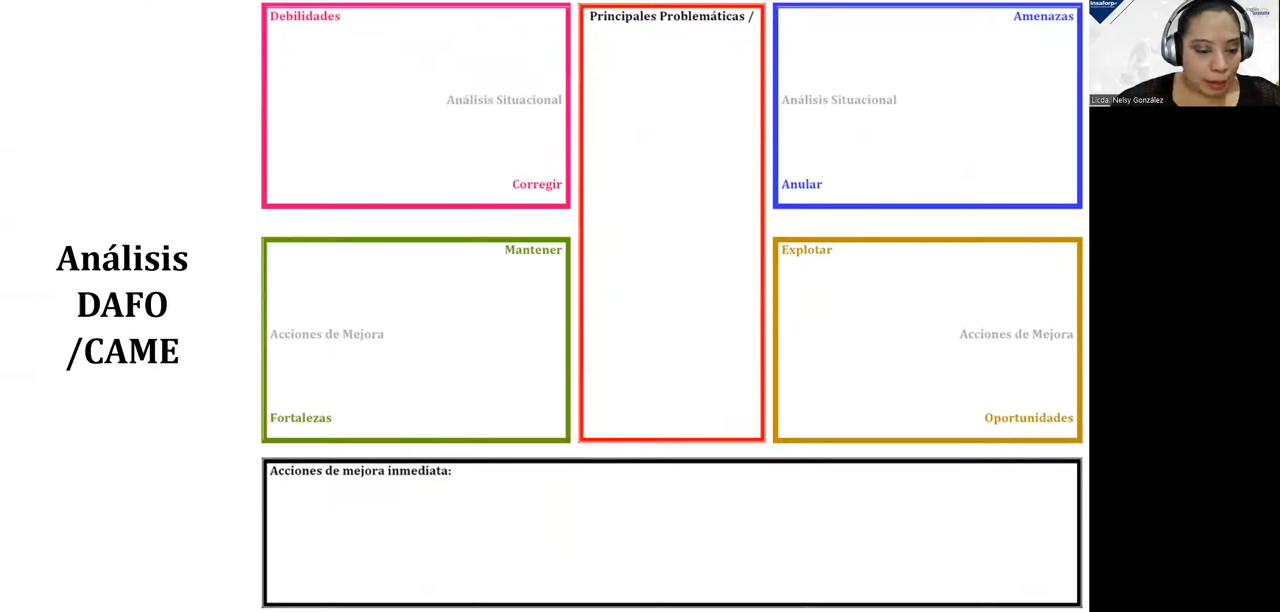 Debilidades
Análisis Situacional
Corregir
Principales Problemáticas /
Amenazas
Análisis Situacional
Anular
Análisis
DAFO
/CAME
Mantener
Acciones de Mejora
Fortalezas
Explotar
Acciones de Mejora
Oportunidades
Acciones de mejora inmediata:
Insaforp
Licda. Nelsy González